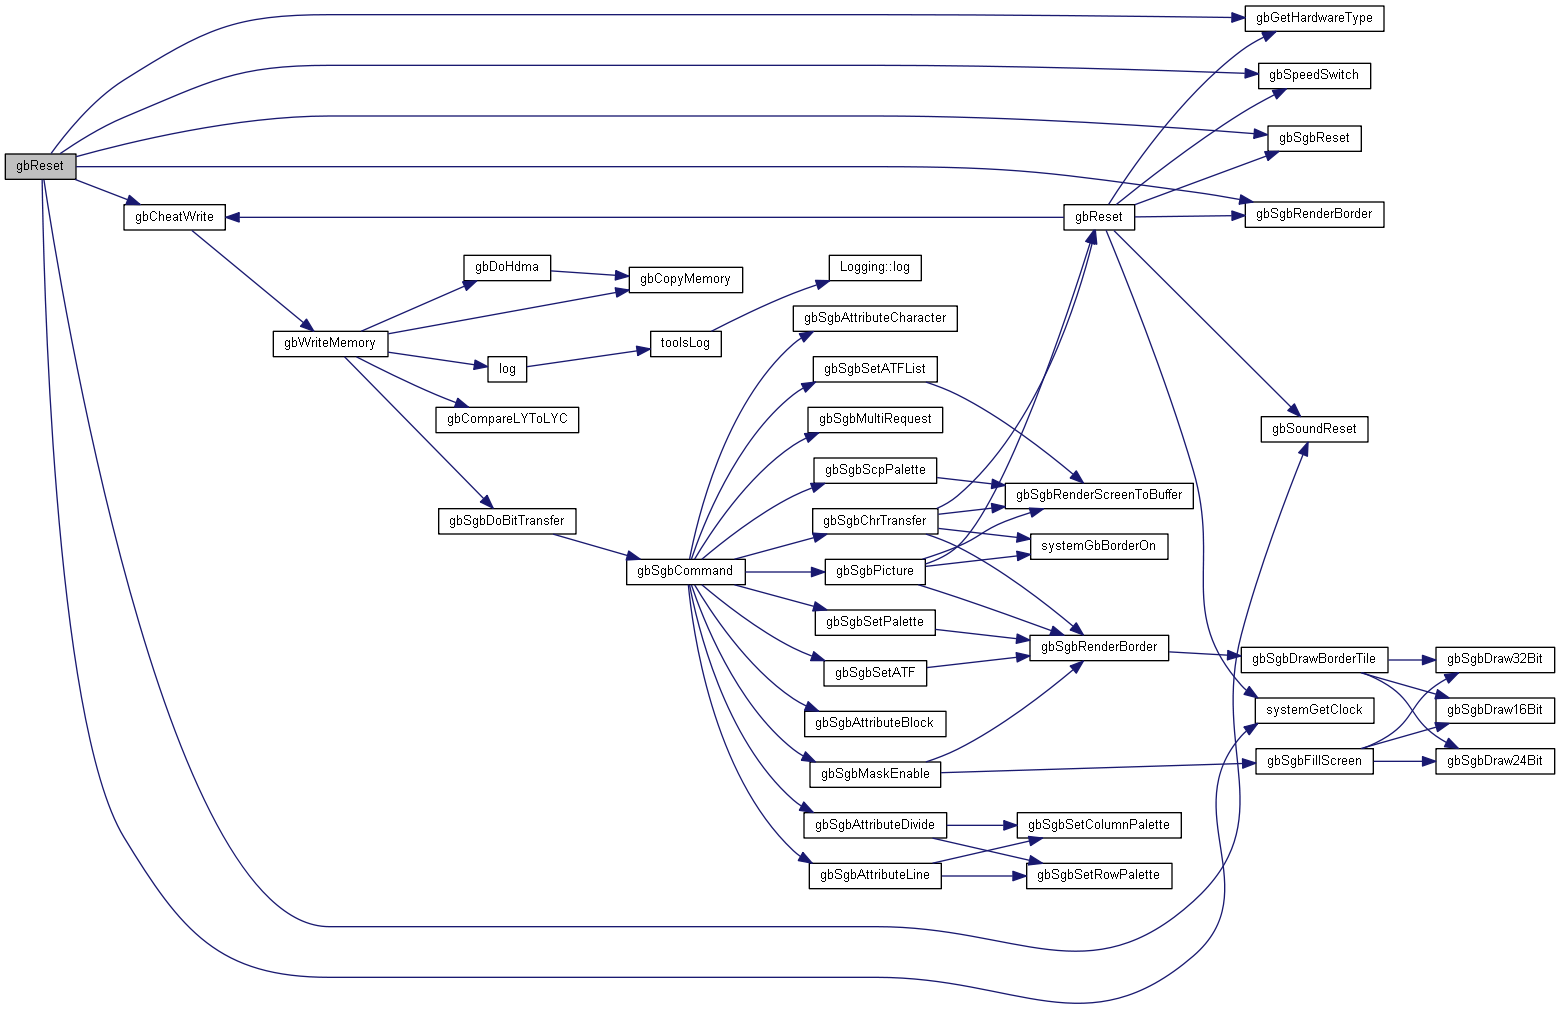 gbGetHardwareType
gbSpeedSwitch
gbSgbReset
gbReset
gbSgbRenderBorder
gbCheatWrite
gbReset
gbDoHdma
gbCopyMemory
Logging::log
gbSgbAttributeCharacter
gbWriteMemory
toolsLog
log
gbSgbSetATFList
gbCompareLYToLYC
gbSgbMultiRequest
gbSoundReset
gbSgbScpPalette
gbSgbRenderScreenToBuffer
gbSgbDoBitTransfer
gbSgbChrTransfer
systemGbBorderOn
gbSgbCommand
gbSgbPicture
gbSgbSetPalette
gbSgbRenderBorder
gbSgbDrawBorderTile
gbSgbDraw32Bit
gbSgbSetATF
gbSgbAttributeBlock
systemGetClock
gbSgbDraw16Bit
gbSgbMaskEnable
gbSgbFillScreen
gbSgbDraw24Bit
gbSgbAttributeDivide
gbSgbSetColumnPalette
gbSgbAttributeLine
gbSgbSetRowPalette